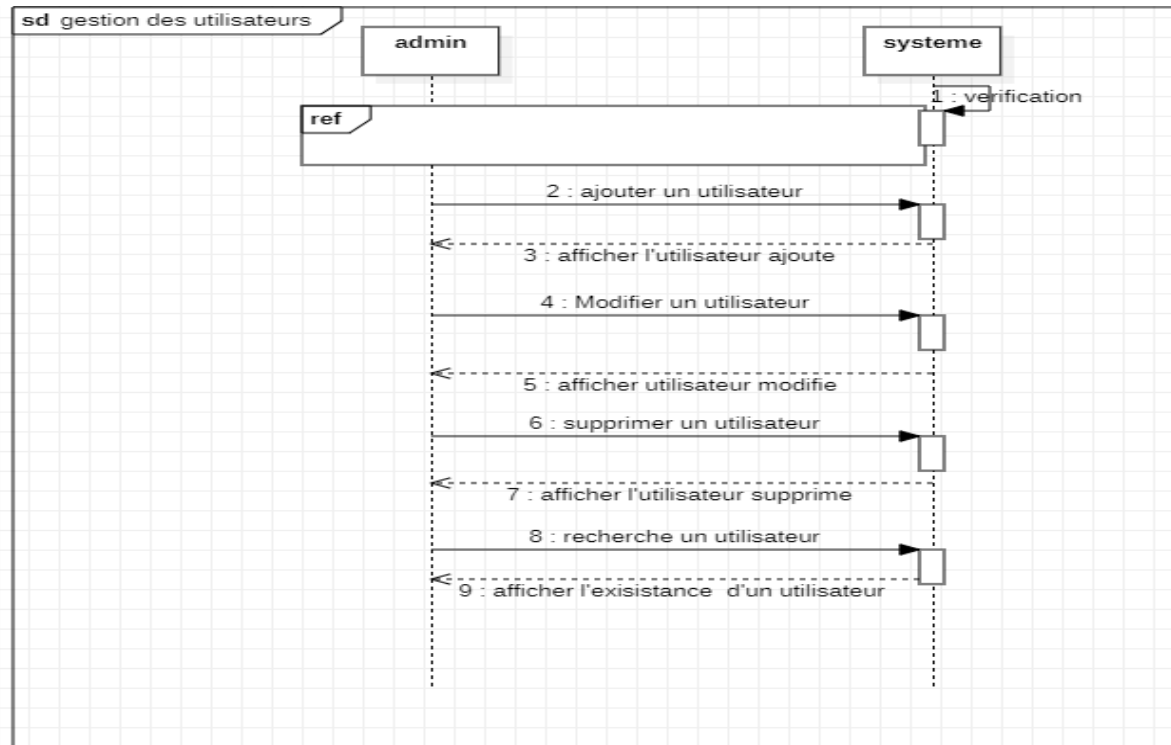 sd gestion des utilisateurs
admin
systeme
1 : verification
ref
2 : ajouter un utilisateur
3 : afficher l'utilisateur ajoute
4 : Modifier un utilisateur
5 : afficher utilisateur modifie
6 : supprimer un utilisateur
7 : afficher l'utilisateur supprime
8 : recherche un utilisateur
9 : afficher l'exisistance d'un utilisateur